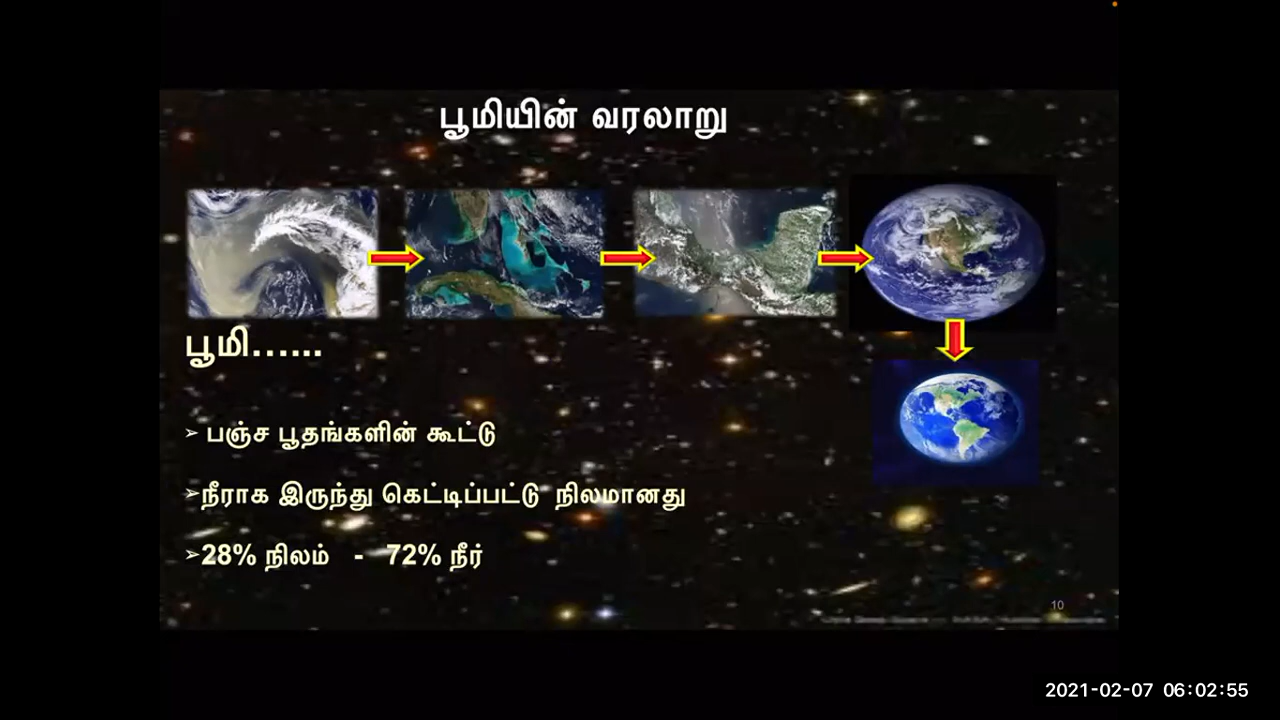 பூமியின் வரலாறு
பூமி......
➢ பஞ்ச பூதங்களின் கூட்டு
➢நீராக இருந்து கெட்டிப்பட்டு நிலமானது
➢28% நிலம் - 72% நீர்
10
2021-02-07 06:02:55